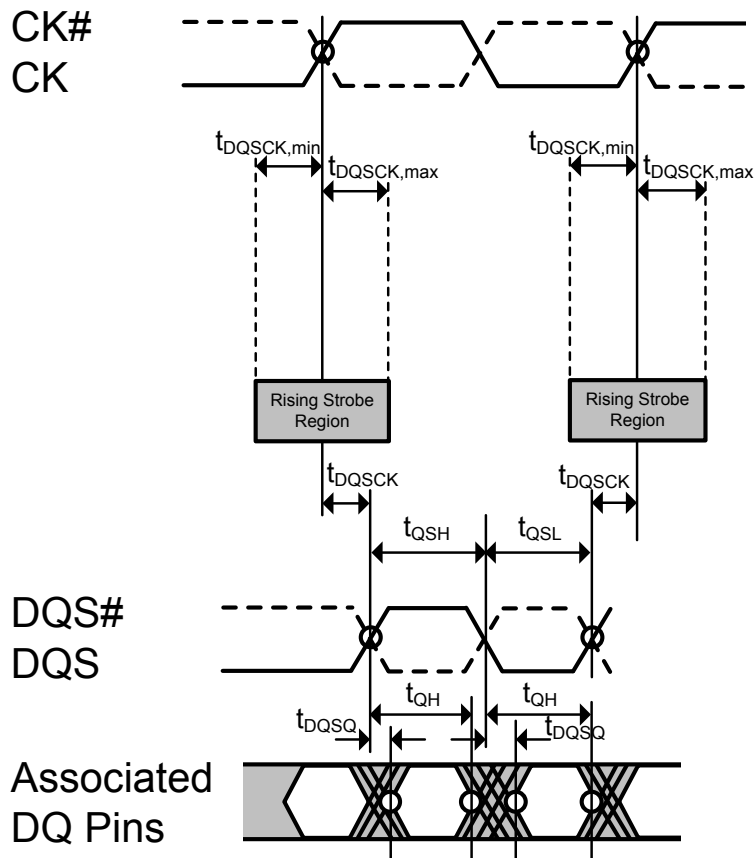 CK#
CK
tDQSCK,min
tDQSCK,min
tDQSCK,max
tDQSCK,max
Rising Strobe
Region
Rising Strobe
Region
tDQSCK
tDQSCK
tQSH
tQSL
DQS#
DQS
tQH
tQH
tDQSQ
tDQSQ
Associated
DQ Pins